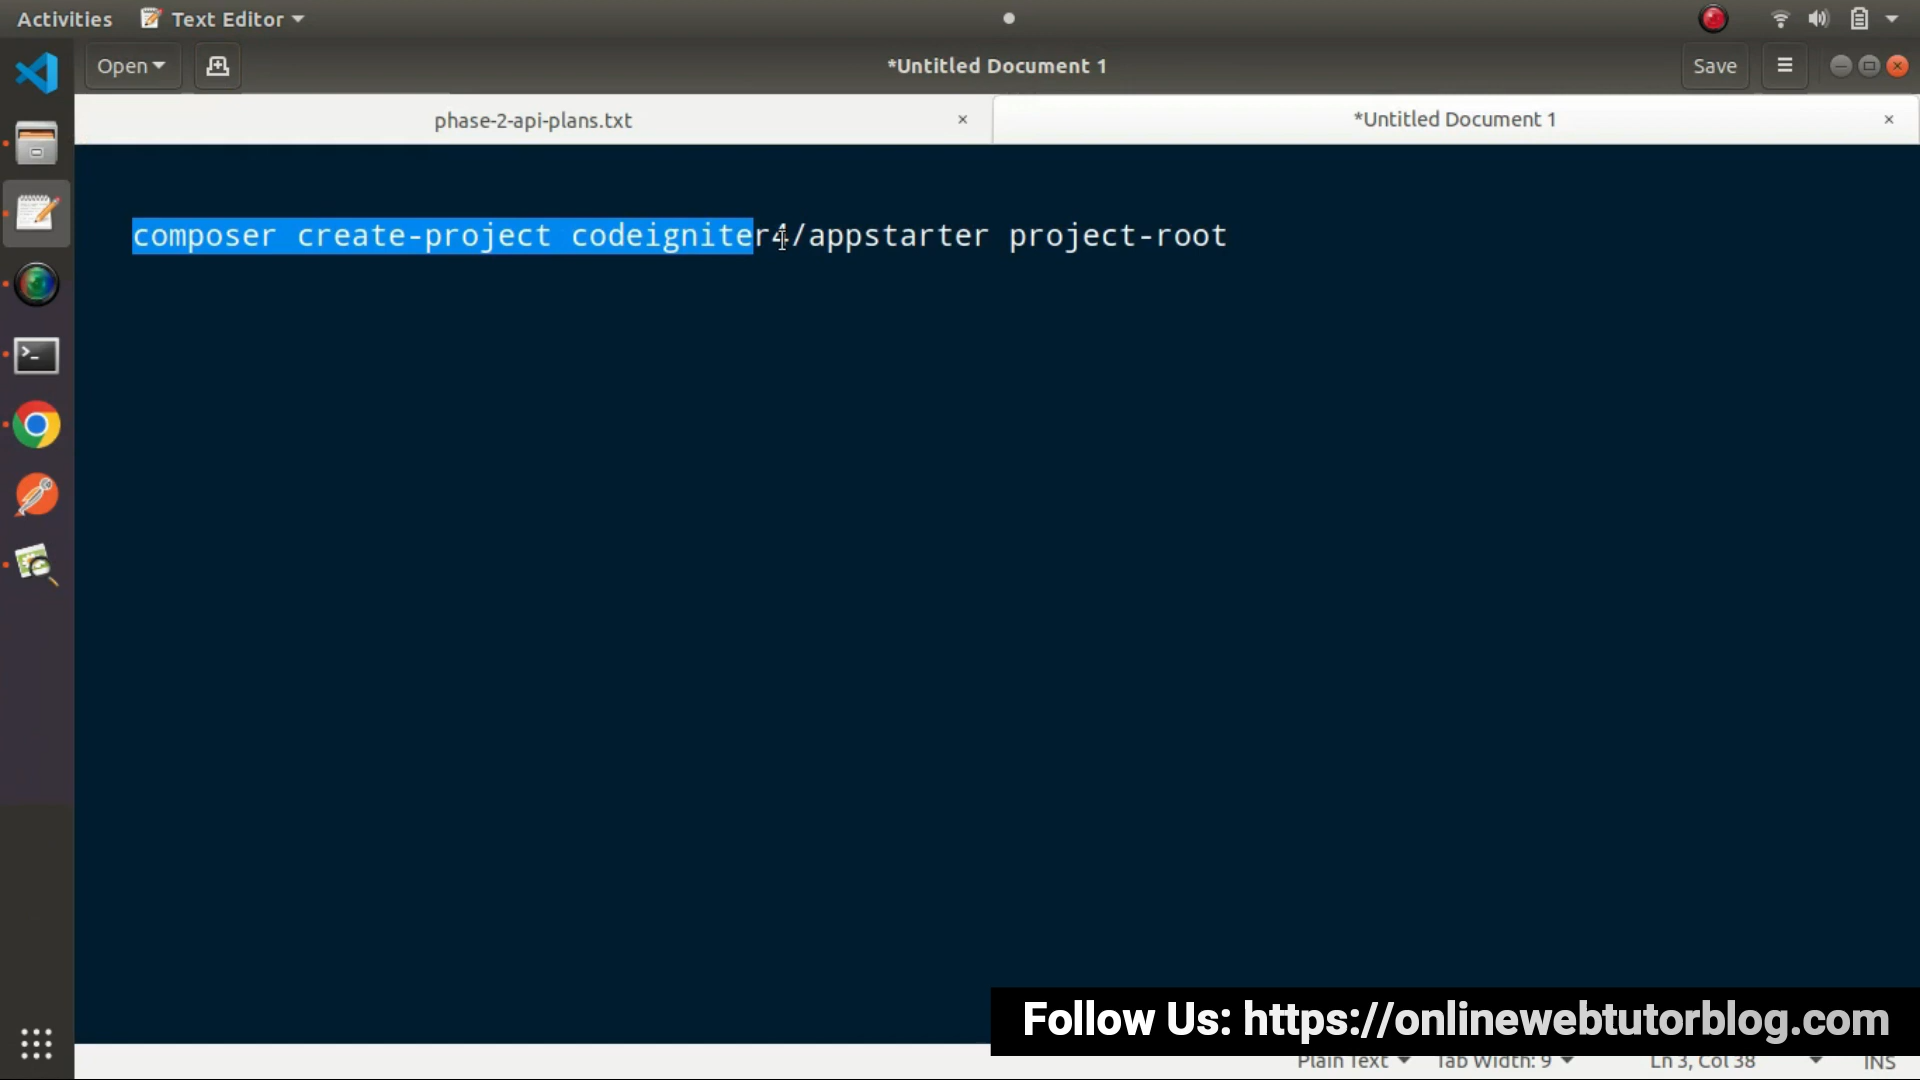 Activities Text Editor
Open *Untitled Document 1 Save
phase-2-api-plans.txt × *Untitled Document 1 ×
composer create-project codeigniter4/appstarter project-root
Follow Us: https://onlinewebtutorblog.com
Plain Text Tab Width: 9 Ln 3, Col 38 INS